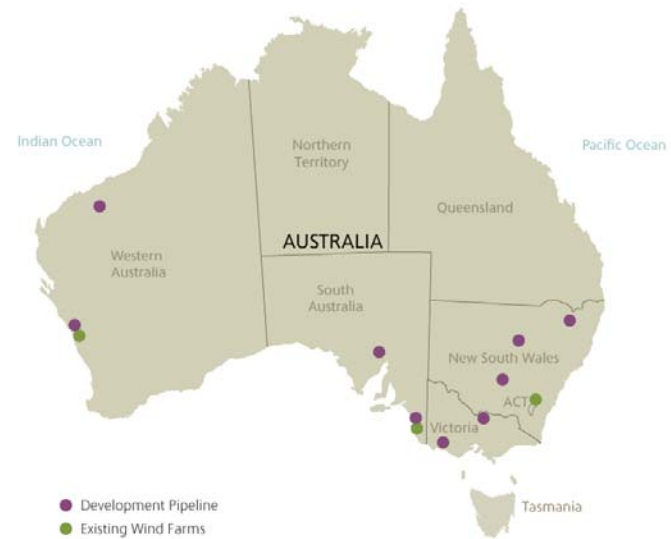 Indian Ocean
Northern
Territory
Pacific Ocean
Queensland
AUSTRALIA
Western
Australia
South
Australia
New South Wales
ACT
Victoria
Development Pipeline
Tasmania
Existing Wind Farms